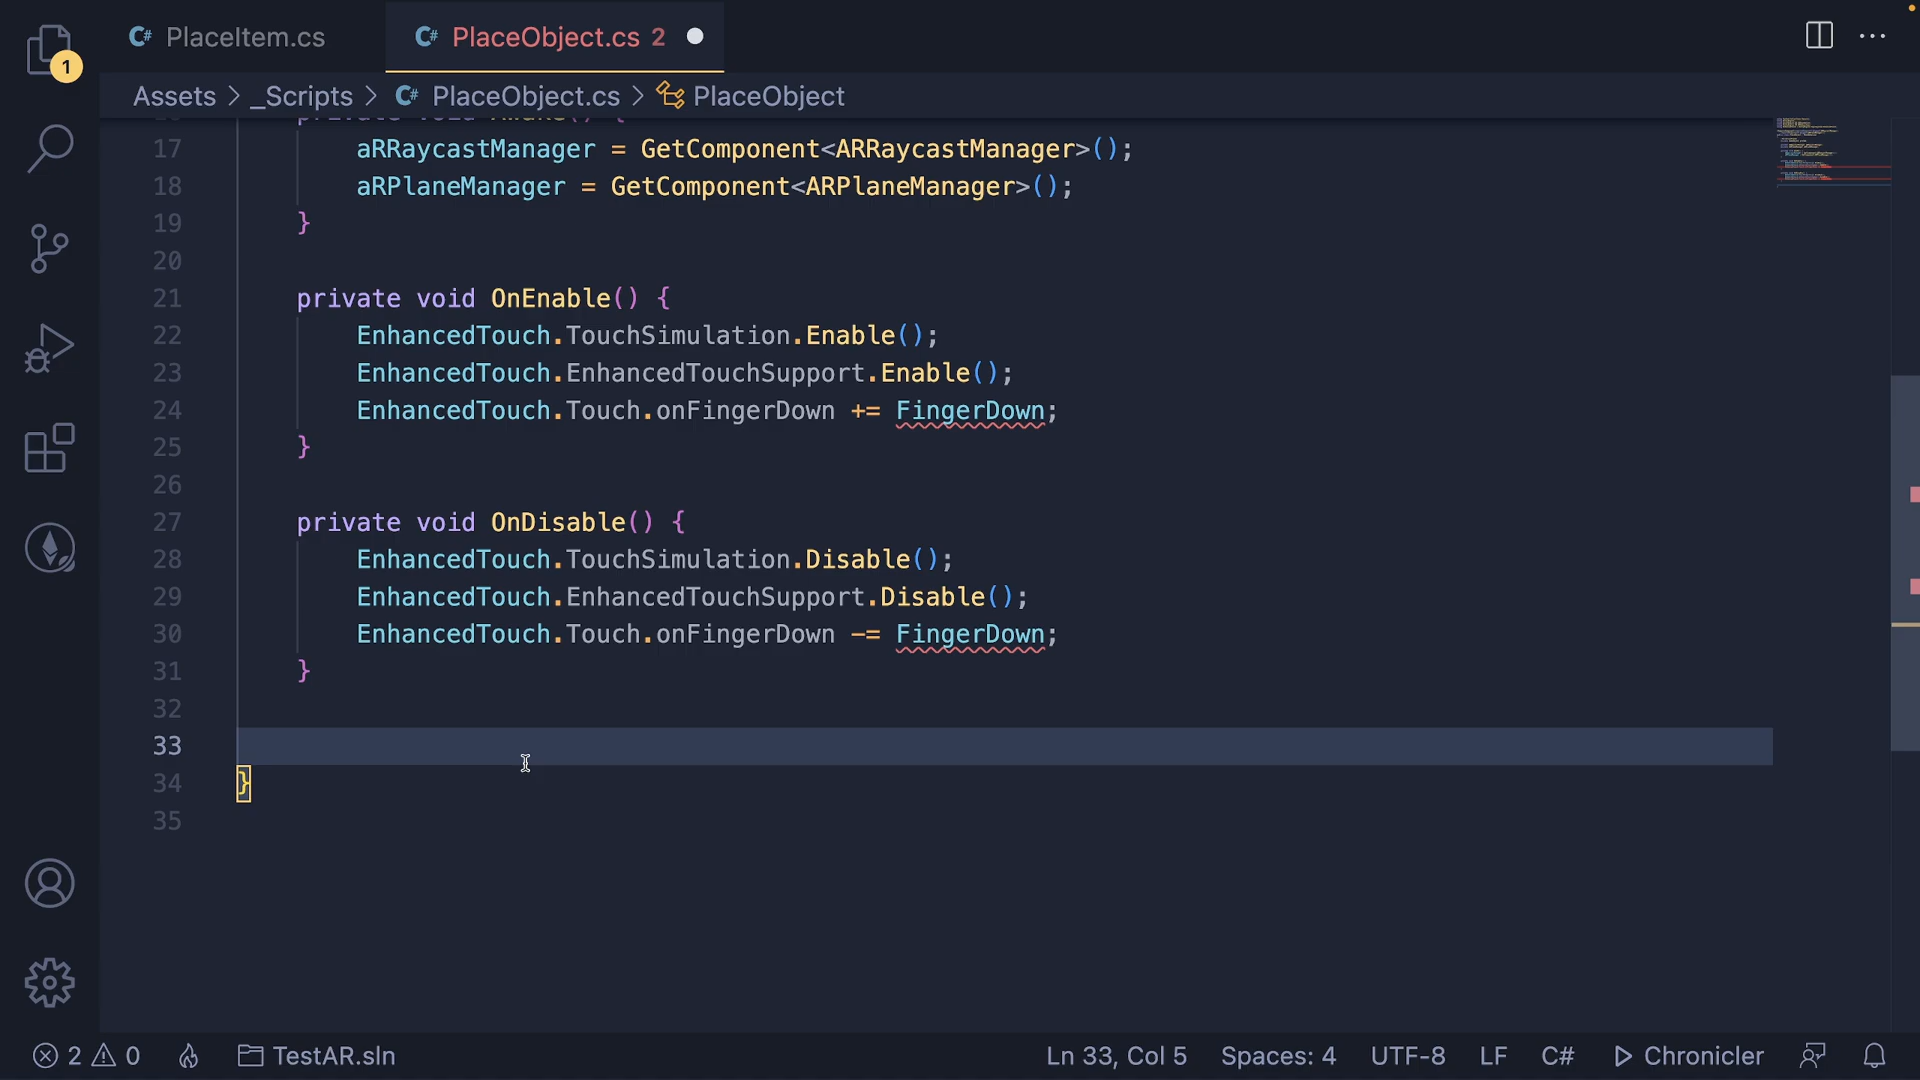 1
C# PlaceItem.cs
C# PlaceObject.cs 2
Assets > _Scripts > C# PlaceObject.cs > PlaceObject
17 aRRaycastManager = GetComponent<ARRaycastManager>();
18 aRPlaneManager = GetComponent<ARPlaneManager>();
19 }
20
21 private void OnEnable() {
22 EnhancedTouch.TouchSimulation.Enable();
23 EnhancedTouch.EnhancedTouchSupport.Enable();
24 EnhancedTouch.Touch.onFingerDown += FingerDown;
25 }
26
27 private void OnDisable() {
28 EnhancedTouch.TouchSimulation.Disable();
29 EnhancedTouch.EnhancedTouchSupport.Disable();
30 EnhancedTouch.Touch.onFingerDown -= FingerDown;
31 }
32
33
34 }
35
2 0 TestAR.sln Ln 33, Col 5 Spaces: 4 UTF-8 LF C# Chronicler